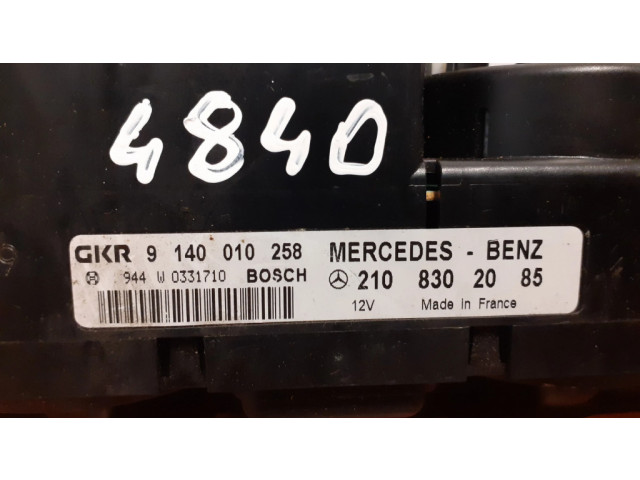 4840
GKR 9 140 010 258 MERCEDES - BENZ
944 W 0331710 BOSCH 210 830 20 85
12V Made In France